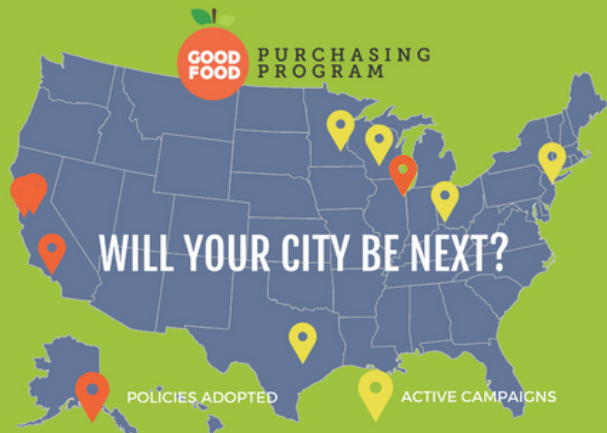 GOOD
FOOD
PURCHASING
PROGRAM
WILL YOUR CITY BE NEXT?
POLICIES ADOPTED
ACTIVE CAMPAIGNS